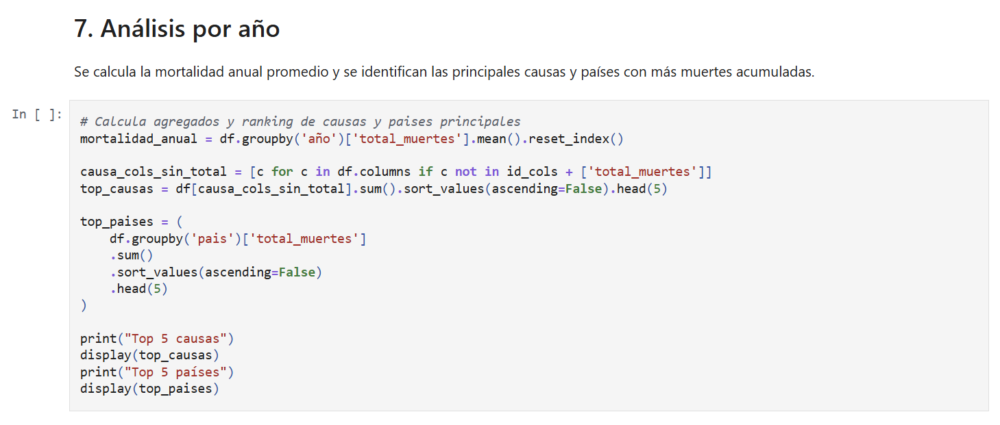 7. Análisis por año
Se calcula la mortalidad anual promedio y se identifican las principales causas y países con más muertes acumuladas.
In [ ]:
# Calcula agregados y ranking de causas y paises principales
mortalidad_anual = df.groupby('año')['total_muertes'].mean().reset_index()
causa_cols_sin_total = [c for c in df.columns if c not in id_cols + ['total_muertes']]
top_causas = df[causa_cols_sin_total].sum().sort_values(ascending=False).head(5)
top_paises = (
    df.groupby('pais')['total_muertes']
    .sum()
    .sort_values(ascending=False)
    .head(5)
)
print("Top 5 causas")
display(top_causas)
print("Top 5 países")
display(top_paises)